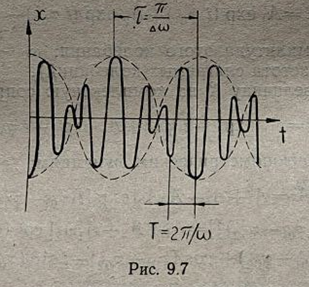 x
τ = π/Δω
t
T=2π/ω
Рис. 9.7